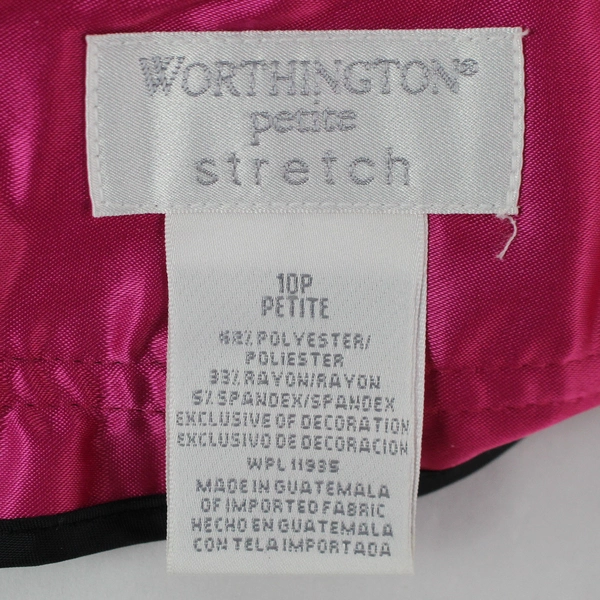 WORTHINGTON®
petite
stretch
10P
PETITE
62% POLYESTER/
POLIESTER
33% RAYON/RAYON
5% SPANDEX/SPANDEX
EXCLUSIVE OF DECORATION
EXCLUSIVO DE DECORACION
WPL 11935
MADE IN GUATEMALA
OF IMPORTED FABRIC
HECHO EN GUATEMALA
CON TELA IMPORTADA